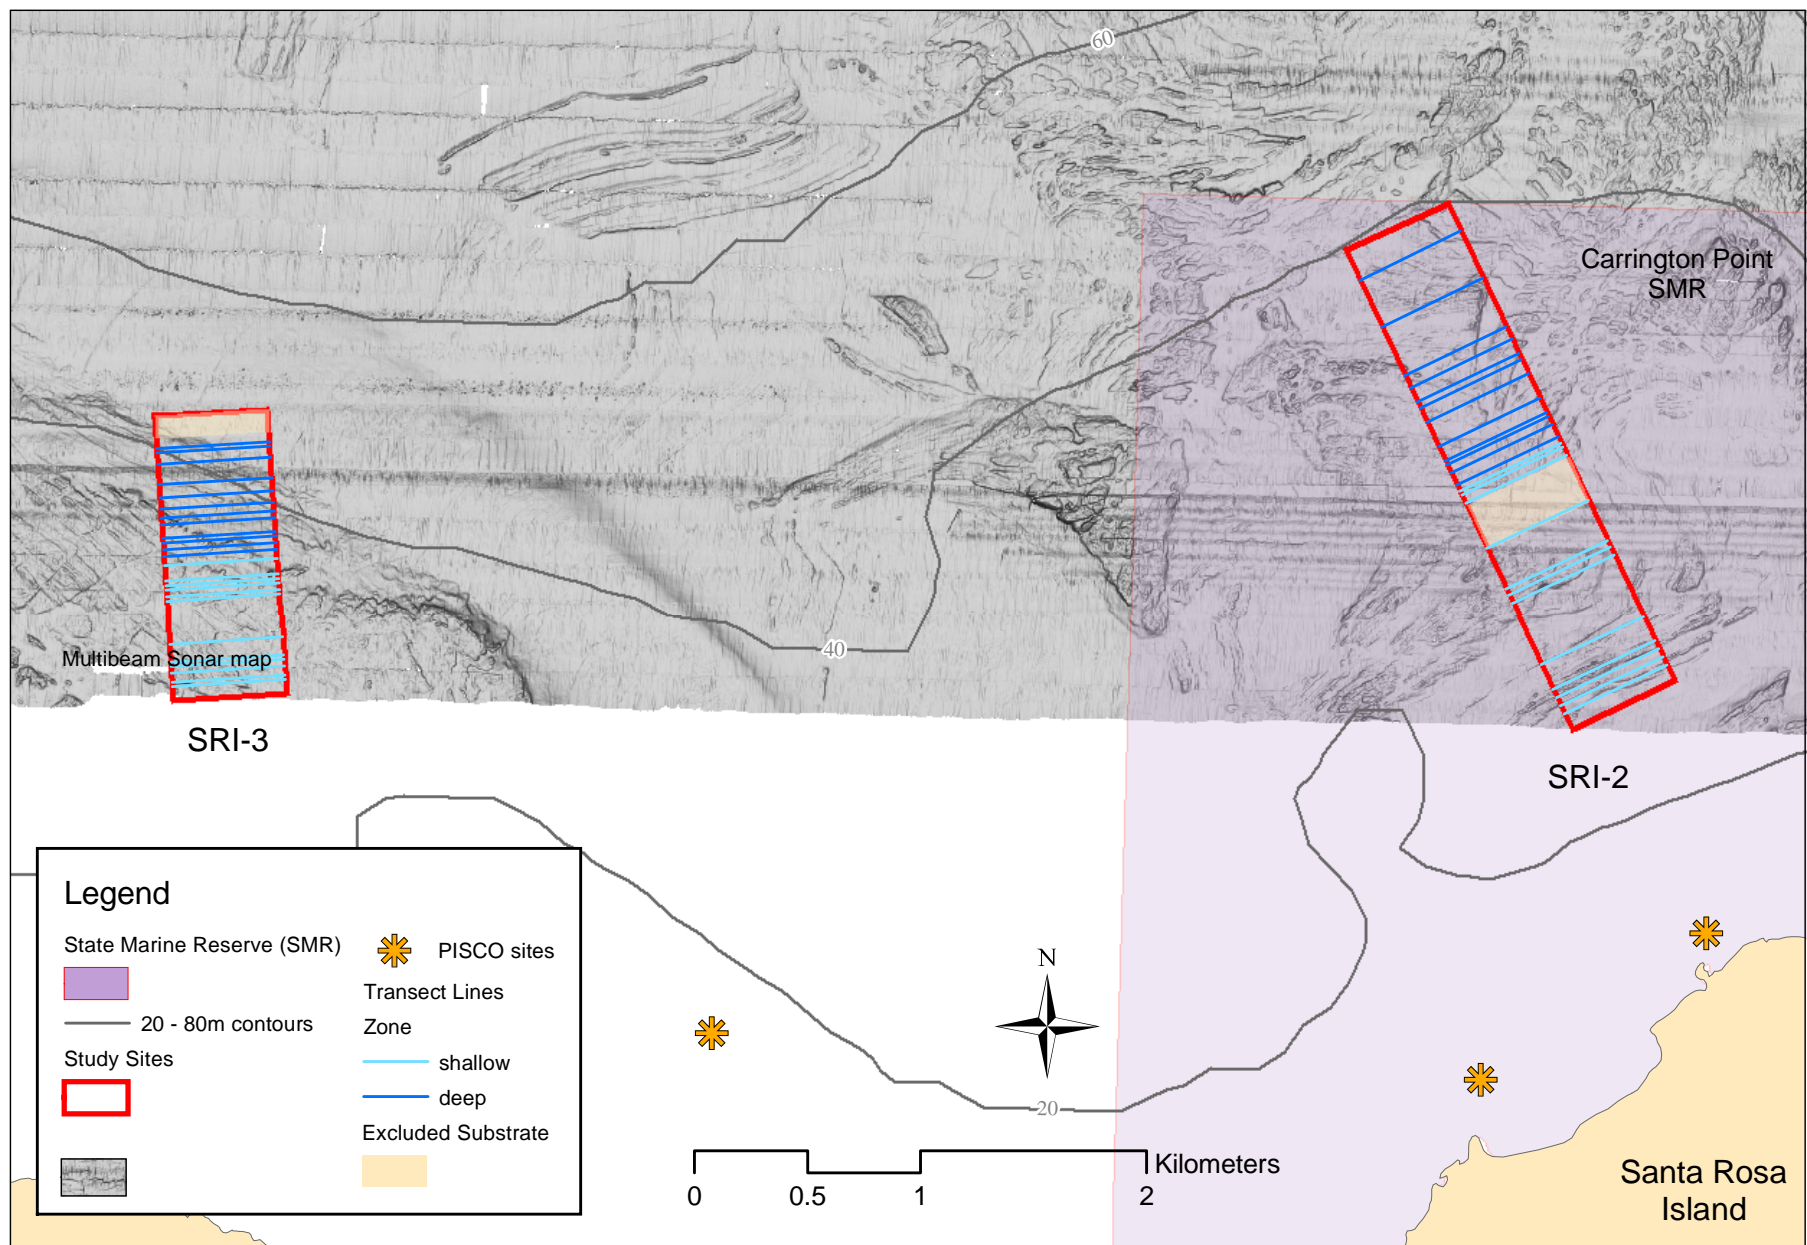 60
Carrington Point
SMR
40
Multibeam Sonar map
SRI-3
SRI-2
Legend
State Marine Reserve (SMR)
20 - 80m contours
Study Sites
PISCO sites
Transect Lines
Zone
shallow
deep
Excluded Substrate
N
20
Kilometers
0 0.5 1 2
Santa Rosa
Island